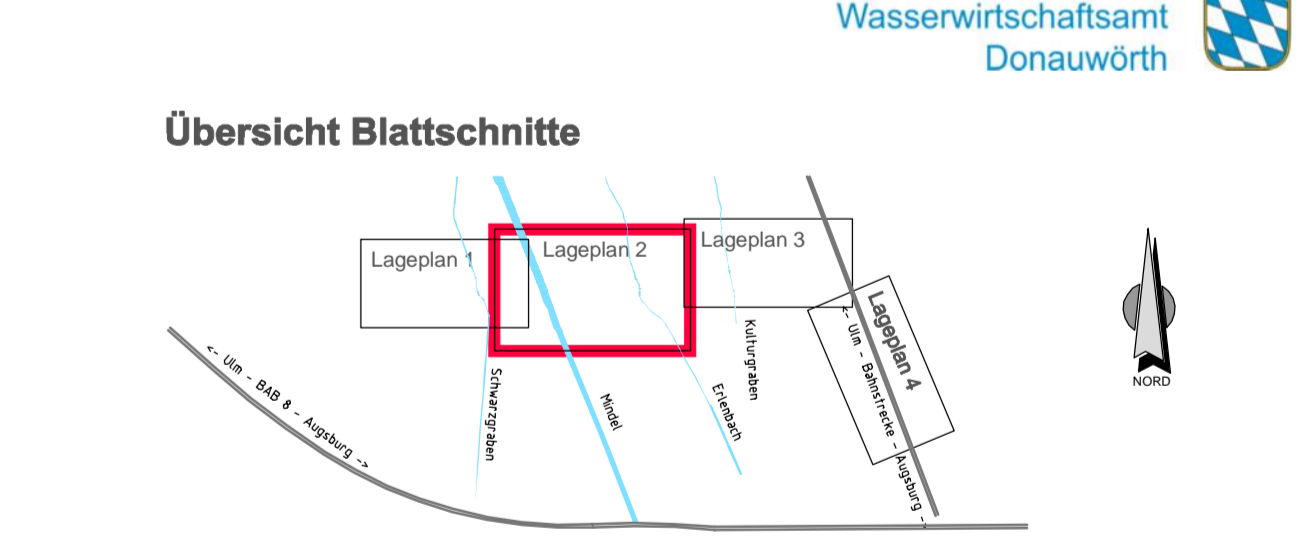 Wasserwirtschaftsamt
Donauwörth
Übersicht Blattschnitte
Lageplan 1
Lageplan 2
Lageplan 3
Lageplan 4
<- Ulm - BAB 8 - Augsburg ->
Schwarzgraben
Mindel
Erlenbach
Kulturgraben
<- Ulm - Bahnstrecke - Augsburg ->
NORD